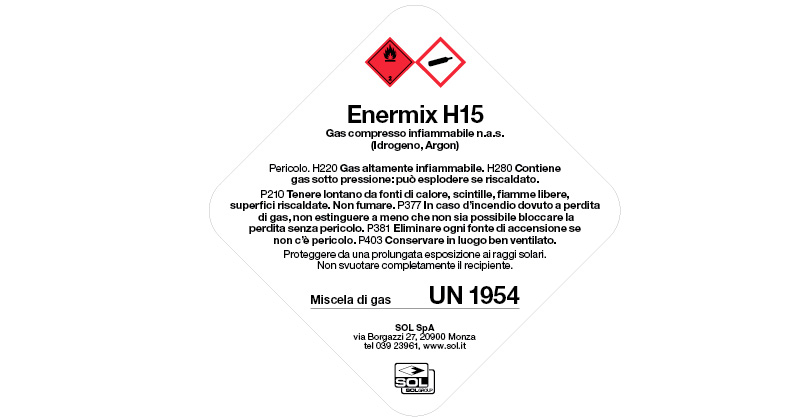 2
Enermix H15
Gas compresso infiammabile n.a.s.
(Idrogeno, Argon)
Pericolo. H220 Gas altamente infiammabile. H280 Contiene
gas sotto pressione: può esplodere se riscaldato.
P210 Tenere lontano da fonti di calore, scintille, fiamme libere,
superfici riscaldate. Non fumare. P377 In caso d'incendio dovuto a perdita
di gas, non estinguere a meno che non sia possibile bloccare la
perdita senza pericolo. P381 Eliminare ogni fonte di accensione se
non c'è pericolo. P403 Conservare in luogo ben ventilato.
Proteggere da una prolungata esposizione ai raggi solari.
Non svuotare completamente il recipiente.
Miscela di gas UN 1954
SOL SpA
via Borgazzi 27, 20900 Monza
tel 039 23961, www.sol.it
SOL
SOLGROUP